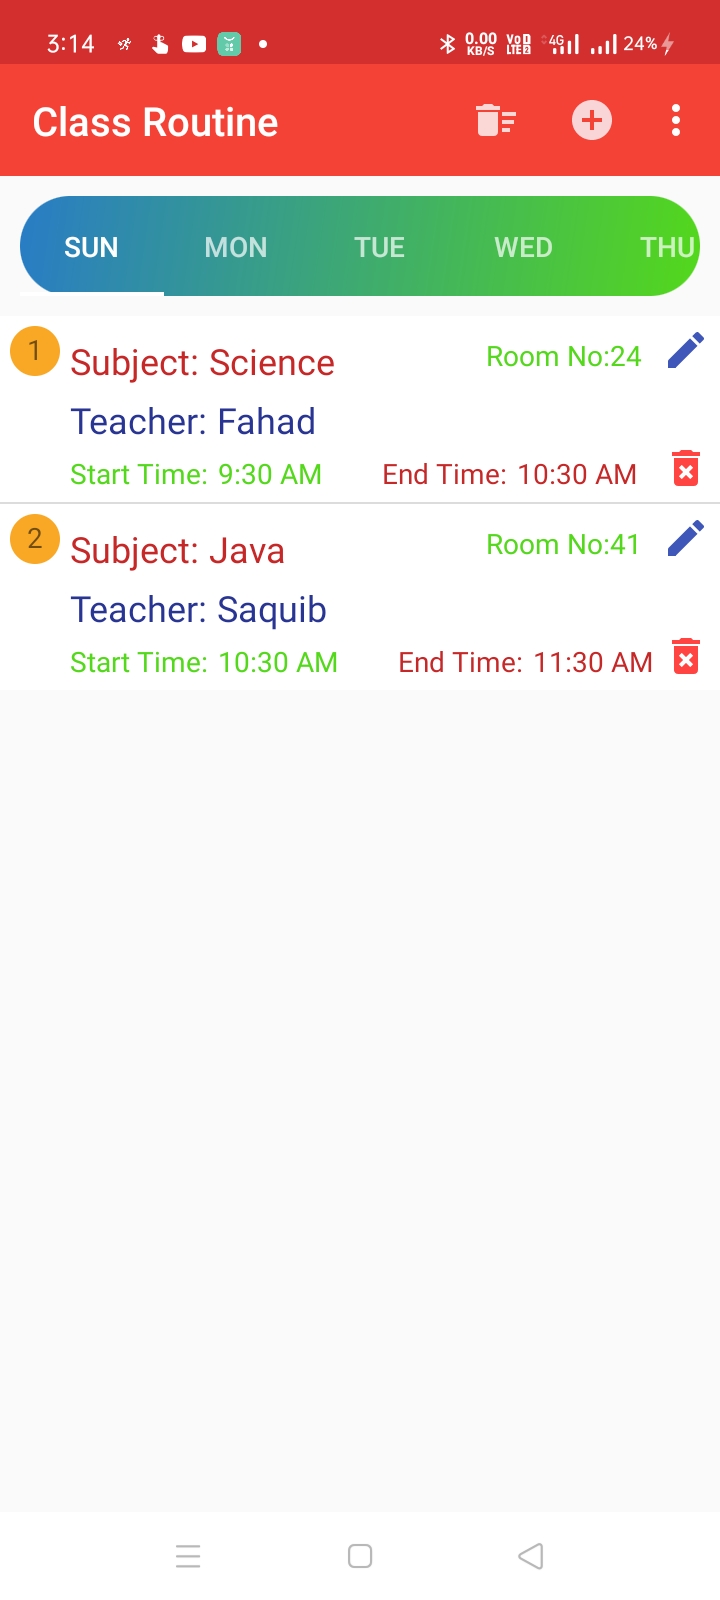 3:14 0.00 KB/S VoD LTE2 4G 24%
Class Routine
SUN MON TUE WED THU
1 Subject: Science Room No:24
Teacher: Fahad
Start Time: 9:30 AM End Time: 10:30 AM
2 Subject: Java Room No:41
Teacher: Saquib
Start Time: 10:30 AM End Time: 11:30 AM